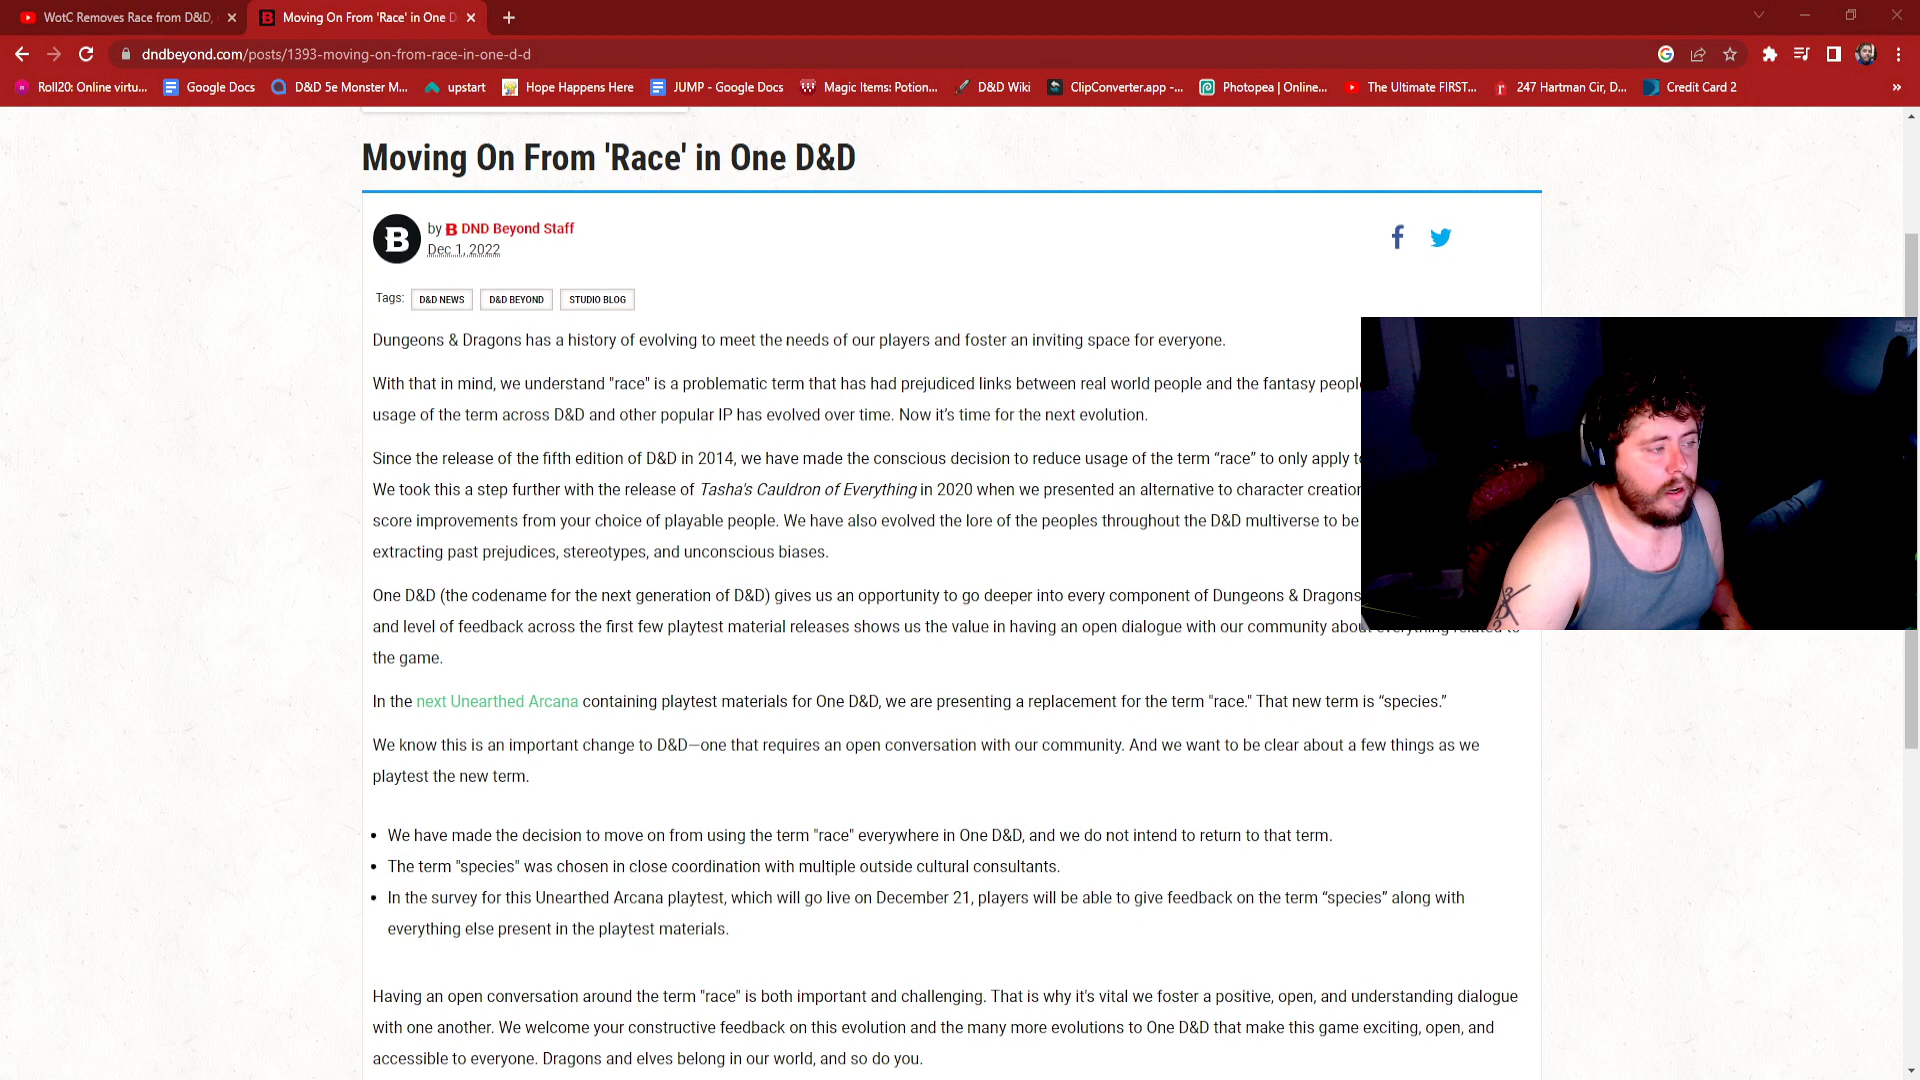 WotC Removes Race from D&D,
Moving On From 'Race' in One D
dndbeyond.com/posts/1393-moving-on-from-race-in-one-d-d
Roll20: Online virtu...
Google Docs
D&D 5e Monster M...
upstart
Hope Happens Here
JUMP - Google Docs
Magic Items: Potion...
D&D Wiki
ClipConverter.app -...
Photopea | Online...
The Ultimate FIRST...
247 Hartman Cir, D...
Credit Card 2
»
Moving On From 'Race' in One D&D
B
by B DND Beyond Staff
Dec 1, 2022
Tags: D&D NEWS D&D BEYOND STUDIO BLOG
Dungeons & Dragons has a history of evolving to meet the needs of our players and foster an inviting space for everyone.
With that in mind, we understand "race" is a problematic term that has had prejudiced links between real world people and the fantasy
usage of the term across D&D and other popular IP has evolved over time. Now it’s time for the next evolution.
Since the release of the fifth edition of D&D in 2014, we have made the conscious decision to reduce usage of the term “race” to only apply
We took this a step further with the release of Tasha's Cauldron of Everything in 2020 when we presented an alternative to character
score improvements from your choice of playable people. We have also evolved the lore of the peoples throughout the D&D multiverse to be
extracting past prejudices, stereotypes, and unconscious biases.
One D&D (the codename for the next generation of D&D) gives us an opportunity to go deeper into every component of Dungeons & Dragons
and level of feedback across the first few playtest material releases shows us the value in having an open dialogue with our community about everything related to
the game.
In the next Unearthed Arcana containing playtest materials for One D&D, we are presenting a replacement for the term "race." That new term is “species.”
We know this is an important change to D&D—one that requires an open conversation with our community. And we want to be clear about a few things as we
playtest the new term.
• We have made the decision to move on from using the term "race" everywhere in One D&D, and we do not intend to return to that term.
• The term "species" was chosen in close coordination with multiple outside cultural consultants.
• In the survey for this Unearthed Arcana playtest, which will go live on December 21, players will be able to give feedback on the term “species” along with
everything else present in the playtest materials.
Having an open conversation around the term "race" is both important and challenging. That is why it's vital we foster a positive, open, and understanding dialogue
with one another. We welcome your constructive feedback on this evolution and the many more evolutions to One D&D that make this game exciting, open, and
accessible to everyone. Dragons and elves belong in our world, and so do you.